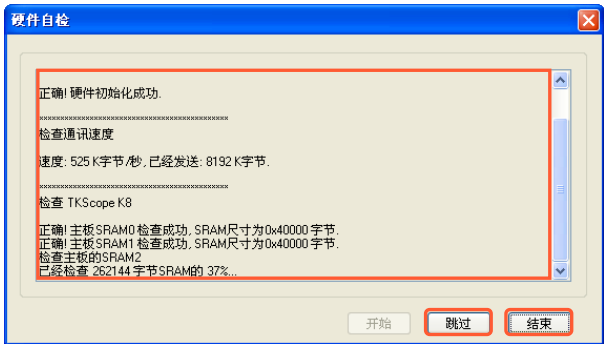 硬件自检
正确! 硬件初始化成功.
××××××××××××××××××××××××××××××××××××××××××
检查通讯速度
速度: 525 K字节/秒, 已经发送: 8192 K字节.
××××××××××××××××××××××××××××××××××××××××××
检查 TKScope K8
正确! 主板SRAM0 检查成功, SRAM尺寸为0x40000 字节.
正确! 主板SRAM1 检查成功, SRAM尺寸为0x40000 字节.
检查主板的SRAM2
已经检查 262144 字节SRAM的 37%...
开始 跳过 结束